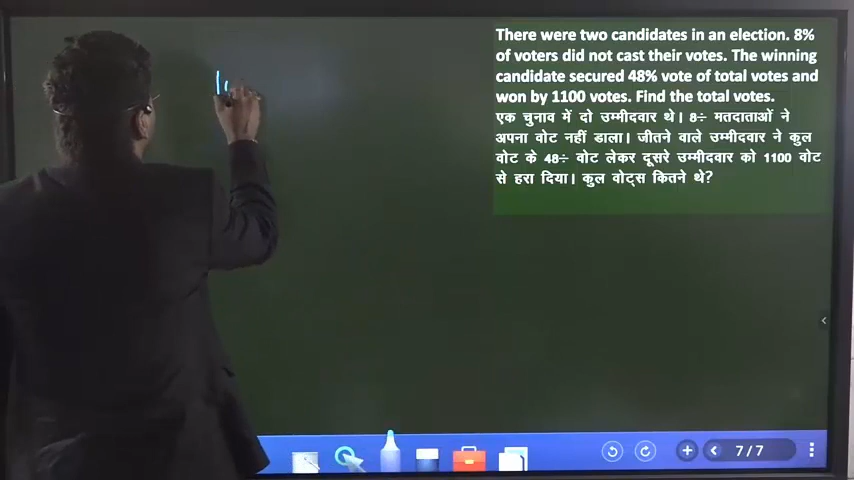 There were two candidates in an election. 8%
of voters did not cast their votes. The winning
candidate secured 48% vote of total votes and
won by 1100 votes. Find the total votes.
एक चुनाव में दो उम्मीदवार थे। 8÷ मतदाताओं ने
अपना वोट नहीं डाला। जीतने वाले उम्मीदवार ने कुल
वोट के 48÷ वोट लेकर दूसरे उम्मीदवार को 1100 वोट
से हरा दिया। कुल वोट्स कितने थे?
7/7